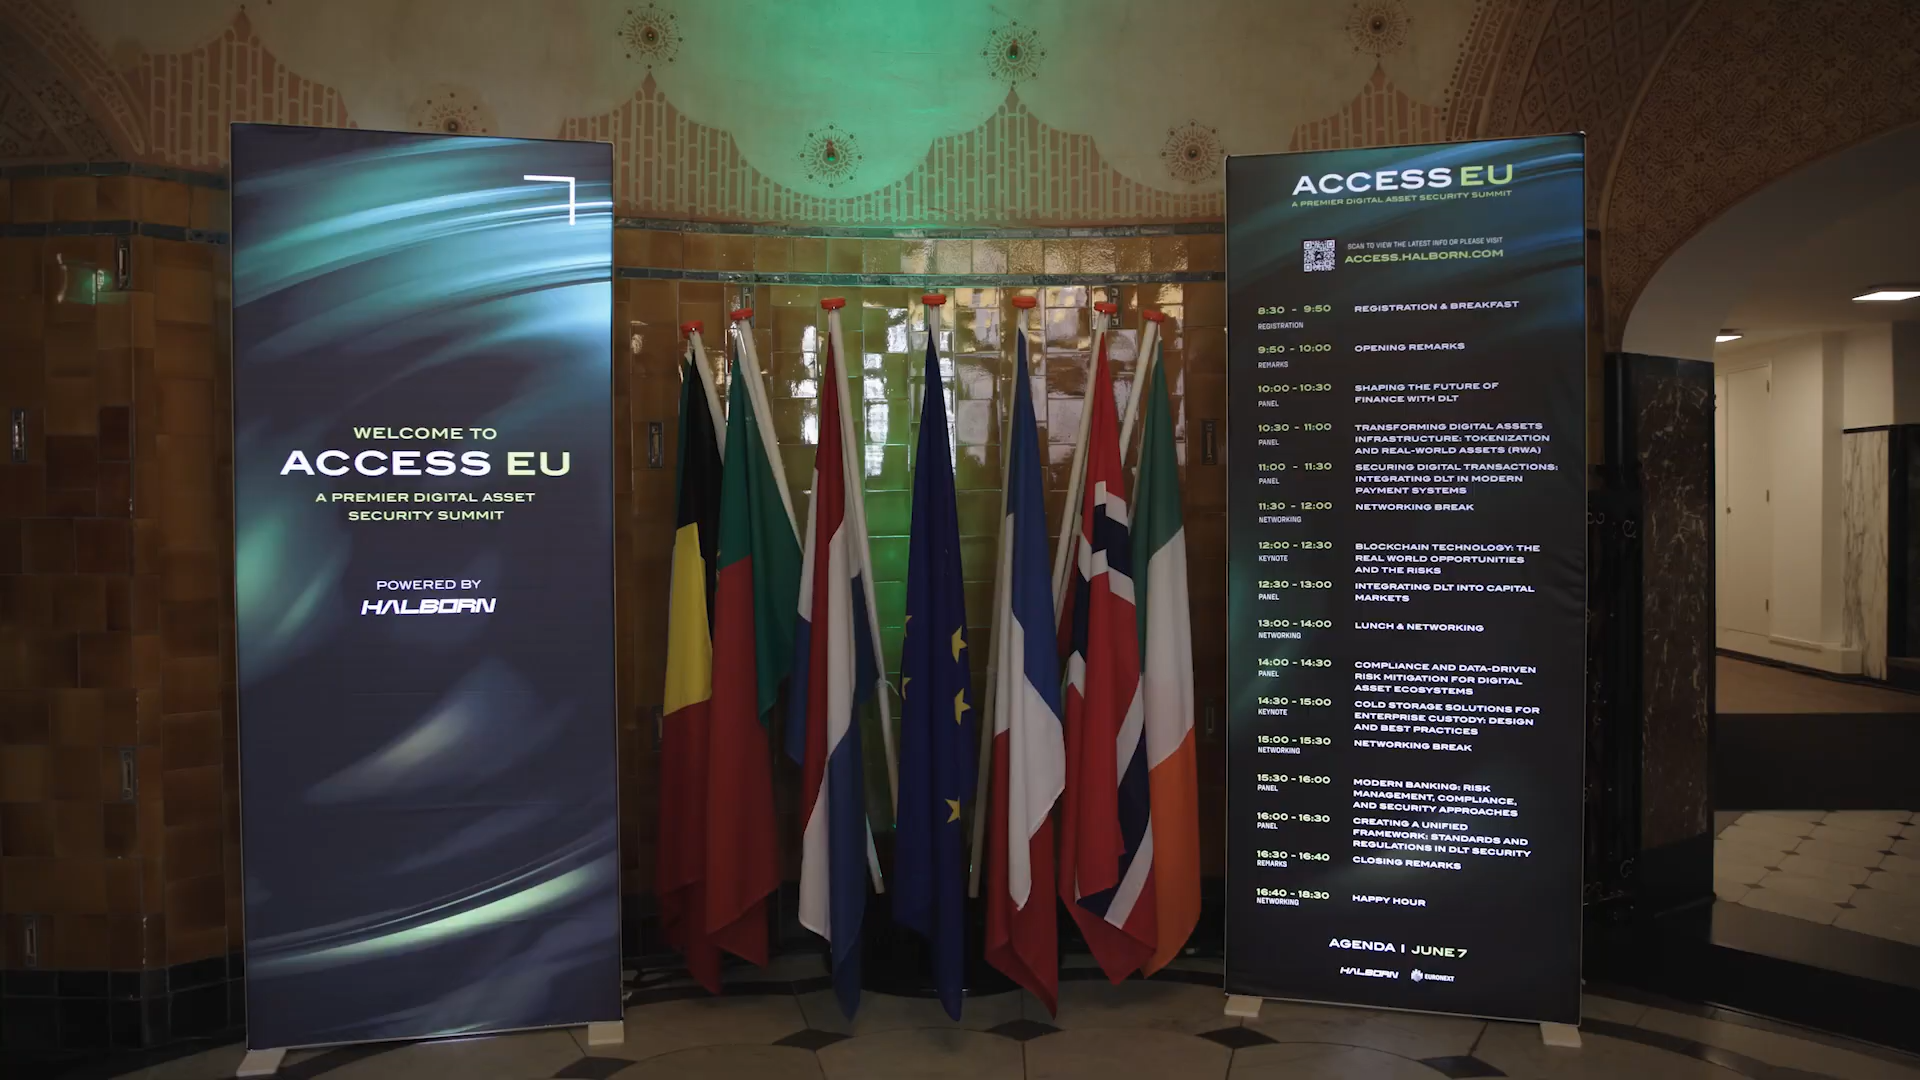 WELCOME TO
ACCESS EU
A PREMIER DIGITAL ASSET
SECURITY SUMMIT
POWERED BY
HALBORN
ACCESS EU
A PREMIER DIGITAL ASSET SECURITY SUMMIT
SCAN TO VIEW THE LATEST INFO OR PLEASE VISIT
ACCESS.HALBORN.COM
8:30 - 9:50 REGISTRATION & BREAKFAST
REGISTRATION
9:50 - 10:00 OPENING REMARKS
REMARKS
10:00 - 10:30 SHAPING THE FUTURE OF
PANEL FINANCE WITH DLT
10:30 - 11:00 TRANSFORMING DIGITAL ASSETS
PANEL INFRASTRUCTURE: TOKENIZATION
AND REAL-WORLD ASSETS (RWA)
11:00 - 11:30 SECURING DIGITAL TRANSACTIONS:
PANEL INTEGRATING DLT IN MODERN
PAYMENT SYSTEMS
11:30 - 12:00 NETWORKING BREAK
NETWORKING
12:00 - 12:30 BLOCKCHAIN TECHNOLOGY: THE
KEYNOTE REAL WORLD OPPORTUNITIES
AND THE RISKS
12:30 - 13:00 INTEGRATING DLT INTO CAPITAL
PANEL MARKETS
13:00 - 14:00 LUNCH & NETWORKING
NETWORKING
14:00 - 14:30 COMPLIANCE AND DATA-DRIVEN
PANEL RISK MITIGATION FOR DIGITAL
ASSET ECOSYSTEMS
14:30 - 15:00 COLD STORAGE SOLUTIONS FOR
KEYNOTE ENTERPRISE CUSTODY: DESIGN
AND BEST PRACTICES
15:00 - 15:30 NETWORKING BREAK
NETWORKING
15:30 - 16:00 MODERN BANKING: RISK
PANEL MANAGEMENT, COMPLIANCE,
AND SECURITY APPROACHES
16:00 - 16:30 CREATING A UNIFIED
PANEL FRAMEWORK: STANDARDS AND
REGULATIONS IN DLT SECURITY
16:30 - 16:40 CLOSING REMARKS
REMARKS
16:40 - 18:30 HAPPY HOUR
NETWORKING
AGENDA | JUNE 7
HALBORN EURONEXT